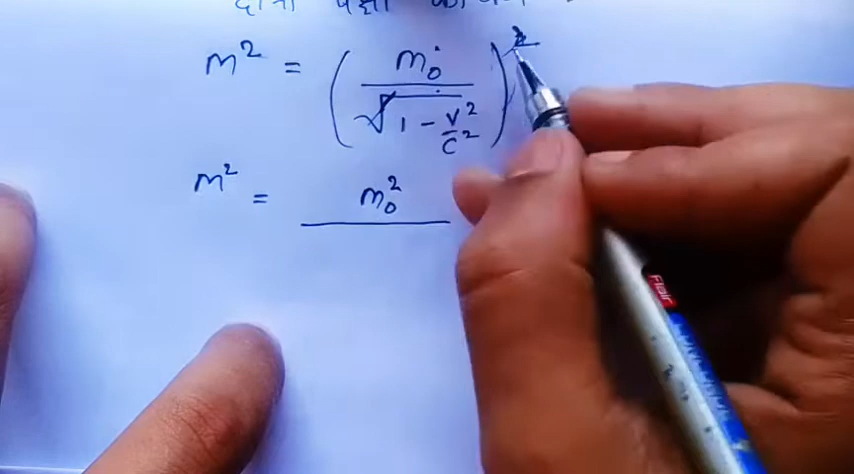 m² = ( m₀ / √(1 - v²/c²) )²
m² = m₀² /
Flair